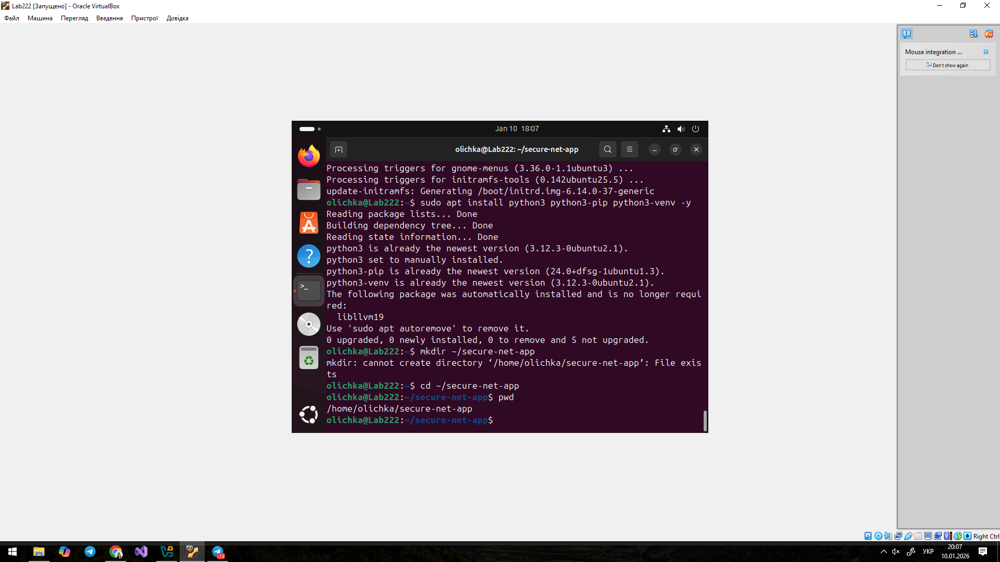 Lab222 [Запущено] - Oracle VirtualBox
Файл Машина Перегляд Введення Пристрої Довідка
Mouse integration ...
Don't show again
Jan 10 18:07
olichka@Lab222: ~/secure-net-app
Processing triggers for gnome-menus (3.36.0-1.1ubuntu3) ...
Processing triggers for initramfs-tools (0.142ubuntu25.5) ...
update-initramfs: Generating /boot/initrd.img-6.14.0-37-generic
olichka@Lab222:~$ sudo apt install python3 python3-pip python3-venv -y
Reading package lists... Done
Building dependency tree... Done
Reading state information... Done
python3 is already the newest version (3.12.3-0ubuntu2.1).
python3 set to manually installed.
python3-pip is already the newest version (24.0+dfsg-1ubuntu1.3).
python3-venv is already the newest version (3.12.3-0ubuntu2.1).
The following package was automatically installed and is no longer requi
red:
  libllvm19
Use 'sudo apt autoremove' to remove it.
0 upgraded, 0 newly installed, 0 to remove and 5 not upgraded.
olichka@Lab222:~$ mkdir ~/secure-net-app
mkdir: cannot create directory ‘/home/olichka/secure-net-app’: File exis
ts
olichka@Lab222:~$ cd ~/secure-net-app
olichka@Lab222:~/secure-net-app$ pwd
/home/olichka/secure-net-app
olichka@Lab222:~/secure-net-app$
Right Ctrl
УКР
20:07
10.01.2026